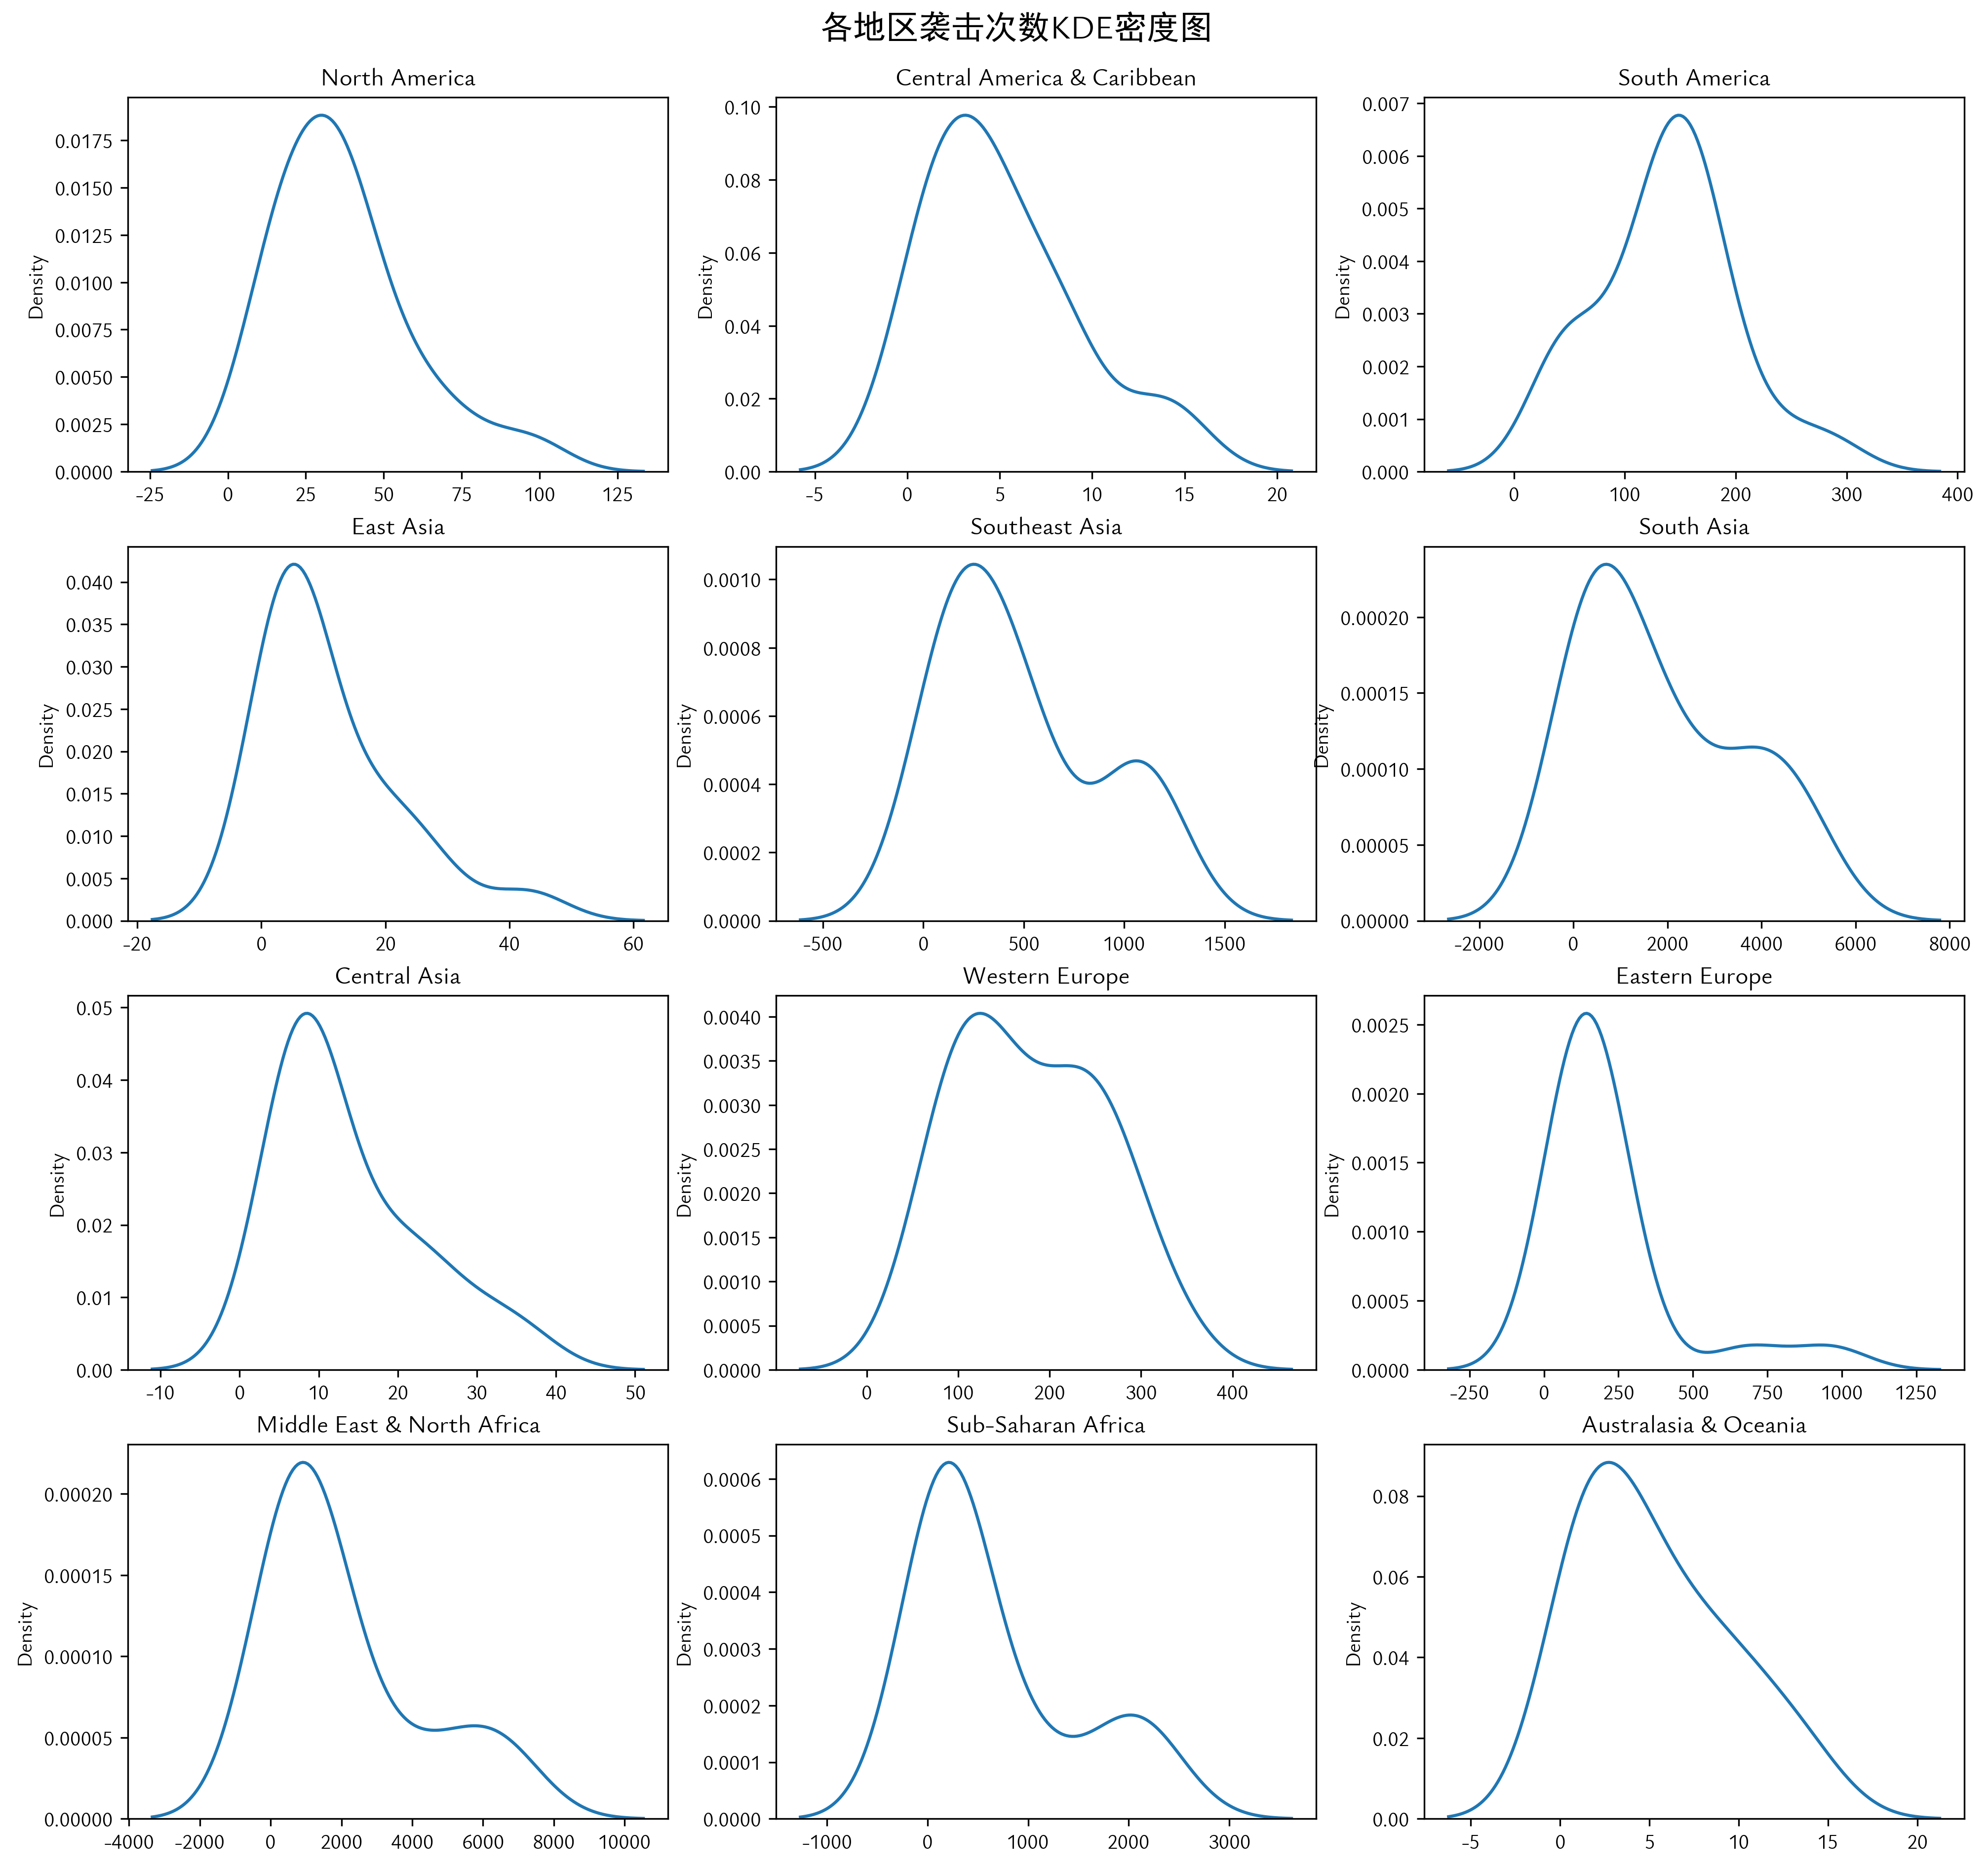 各地区袭击次数KDE密度图
North America
Density
0.0175
0.0150
0.0125
0.0100
0.0075
0.0050
0.0025
0.0000
-25 0 25 50 75 100 125
Central America & Caribbean
Density
0.10
0.08
0.06
0.04
0.02
0.00
-5 0 5 10 15 20
South America
Density
0.007
0.006
0.005
0.004
0.003
0.002
0.001
0.000
0 100 200 300 400
East Asia
Density
0.040
0.035
0.030
0.025
0.020
0.015
0.010
0.005
0.000
-20 0 20 40 60
Southeast Asia
Density
0.0010
0.0008
0.0006
0.0004
0.0002
0.0000
-500 0 500 1000 1500
South Asia
Density
0.00020
0.00015
0.00010
0.00005
0.00000
-2000 0 2000 4000 6000 8000
Central Asia
Density
0.05
0.04
0.03
0.02
0.01
0.00
-10 0 10 20 30 40 50
Western Europe
Density
0.0040
0.0035
0.0030
0.0025
0.0020
0.0015
0.0010
0.0005
0.0000
0 100 200 300 400
Eastern Europe
Density
0.0025
0.0020
0.0015
0.0010
0.0005
0.0000
-250 0 250 500 750 1000 1250
Middle East & North Africa
Density
0.00020
0.00015
0.00010
0.00005
0.00000
-4000 -2000 0 2000 4000 6000 8000 10000
Sub-Saharan Africa
Density
0.0006
0.0005
0.0004
0.0003
0.0002
0.0001
0.0000
-1000 0 1000 2000 3000
Australasia & Oceania
Density
0.08
0.06
0.04
0.02
0.00
-5 0 5 10 15 20